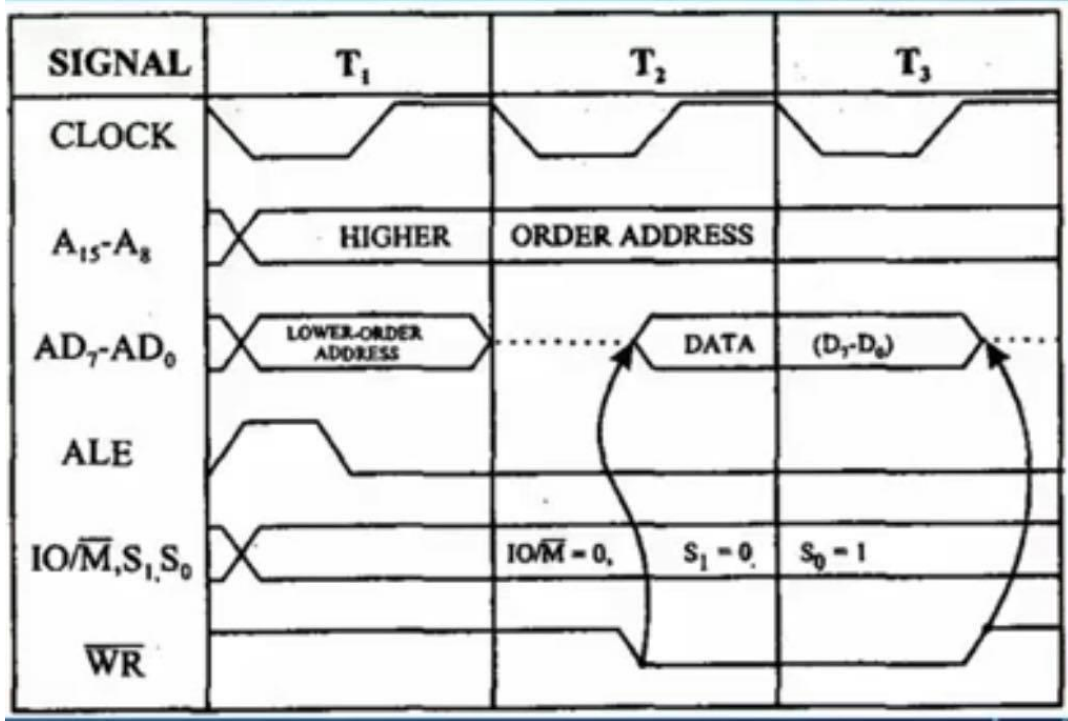 SIGNAL T₁ T₂ T₃
CLOCK
A₁₅-A₈ HIGHER ORDER ADDRESS
AD₇-AD₀ LOWER-ORDER ADDRESS DATA (D₇-D₀)
ALE
IO/M̅,S₁,S₀ IO/M̅ = 0, S₁ = 0, S₀ = 1
W̅R̅